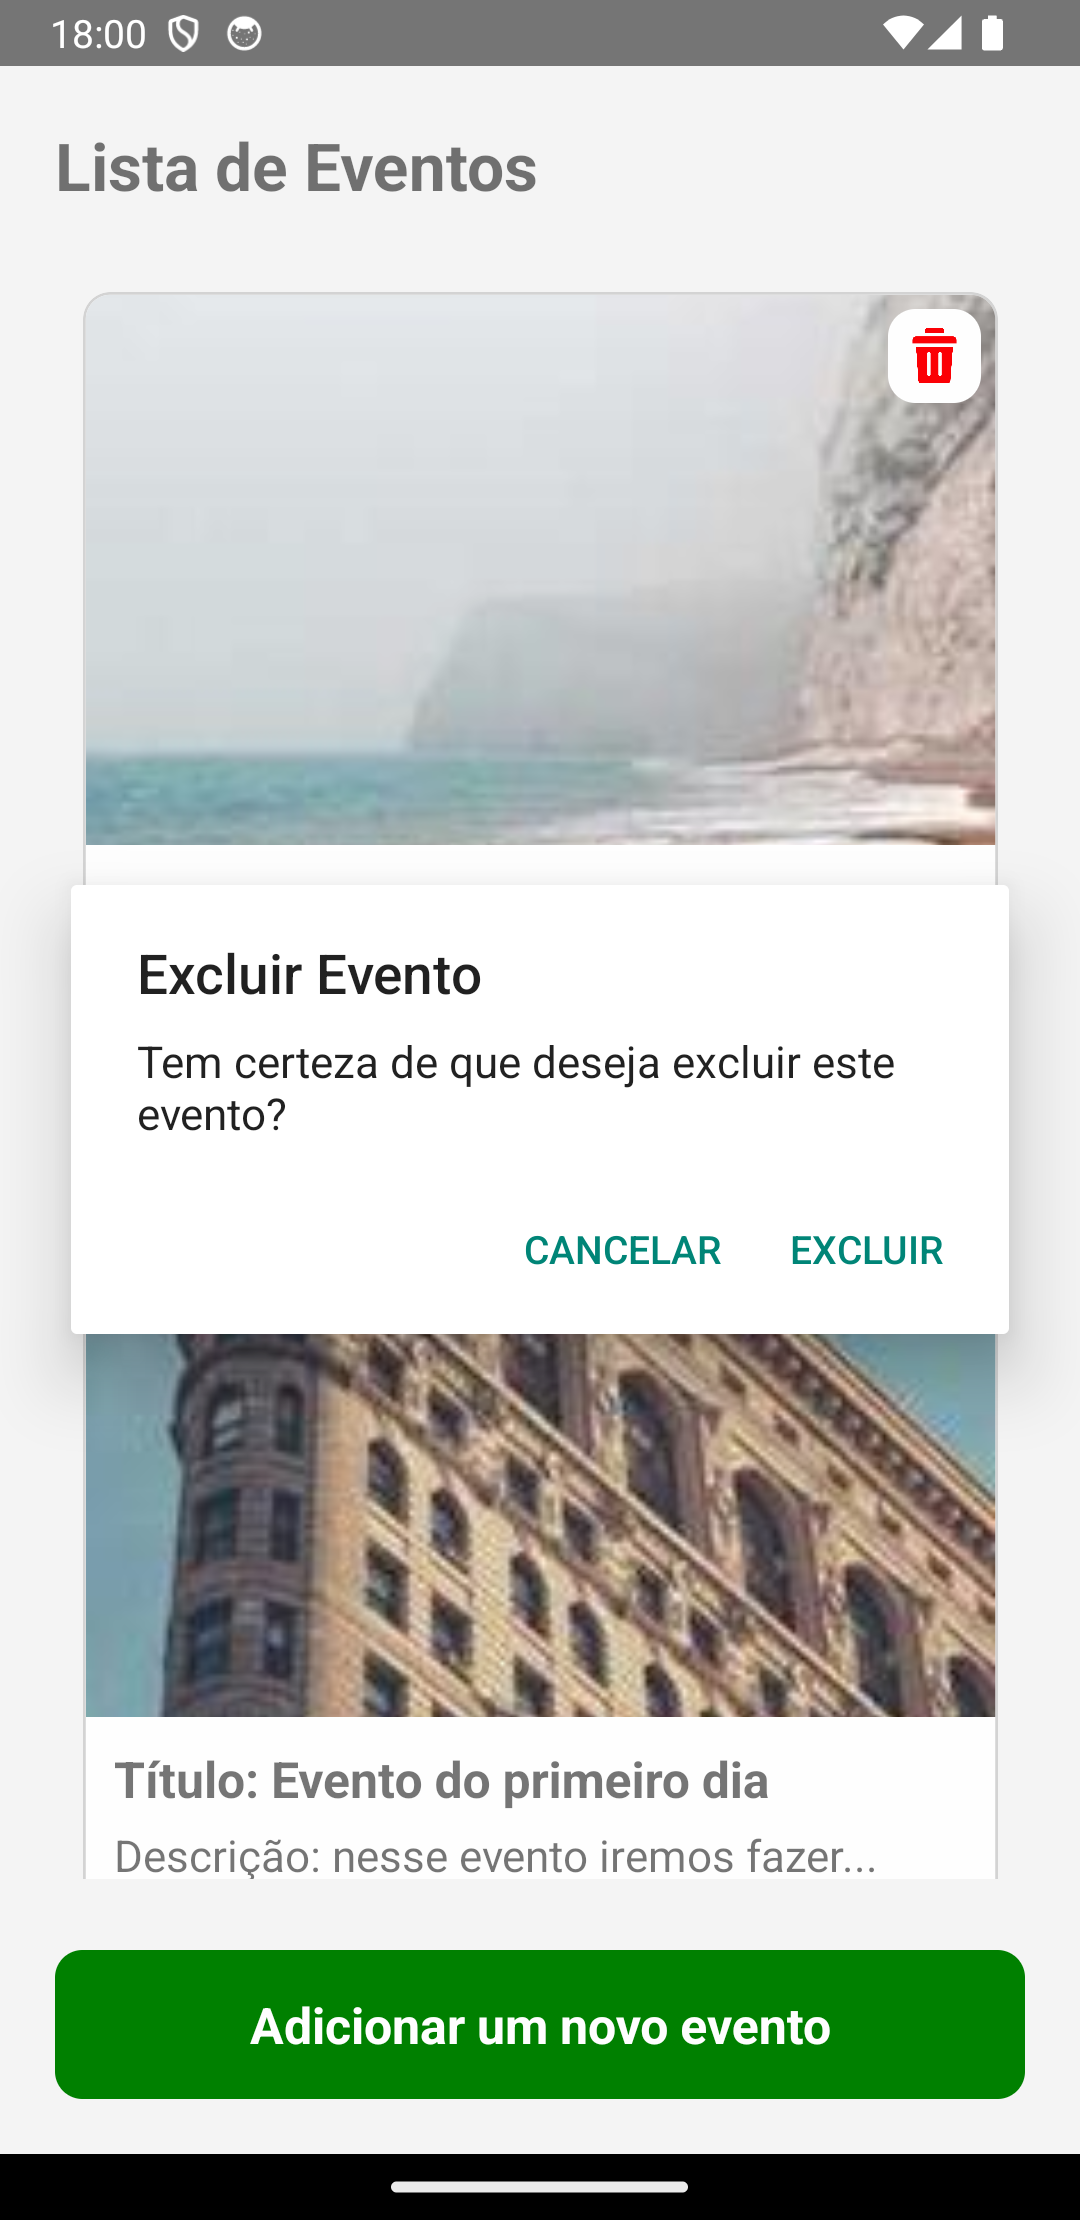 18:00
Lista de Eventos
Excluir Evento
Tem certeza de que deseja excluir este
evento?
CANCELAR EXCLUIR
Título: Evento do primeiro dia
Descrição: nesse evento iremos fazer...
Adicionar um novo evento